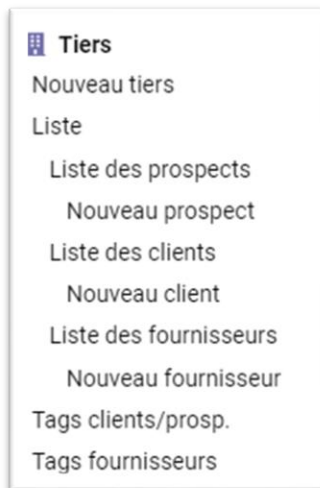 Tiers
Nouveau tiers
Liste
Liste des prospects
Nouveau prospect
Liste des clients
Nouveau client
Liste des fournisseurs
Nouveau fournisseur
Tags clients/prosp.
Tags fournisseurs